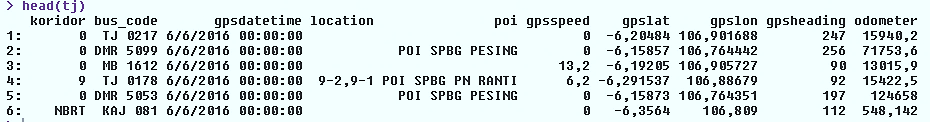 > head(tj)
koridor bus_code gpsdatetime location poi gpsspeed gpslat gpslon gpsheading odometer
1: 0 TJ 0217 6/6/2016 00:00:00 0 -6,20484 106,901688 247 15940,2
2: 0 DMR 5099 6/6/2016 00:00:00 POI SPBG PESING 0 -6,15857 106,764442 256 71753,6
3: 0 MB 1612 6/6/2016 00:00:00 13,2 -6,19205 106,905727 90 13015,9
4: 9 TJ 0178 6/6/2016 00:00:00 9-2,9-1 POI SPBG PN RANTI 6,2 -6,291537 106,88679 92 15422,5
5: 0 DMR 5053 6/6/2016 00:00:00 POI SPBG PESING 0 -6,15873 106,764351 197 124658
6: NBRT KAJ 081 6/6/2016 00:00:00 0 -6,3564 106,809 112 548,142